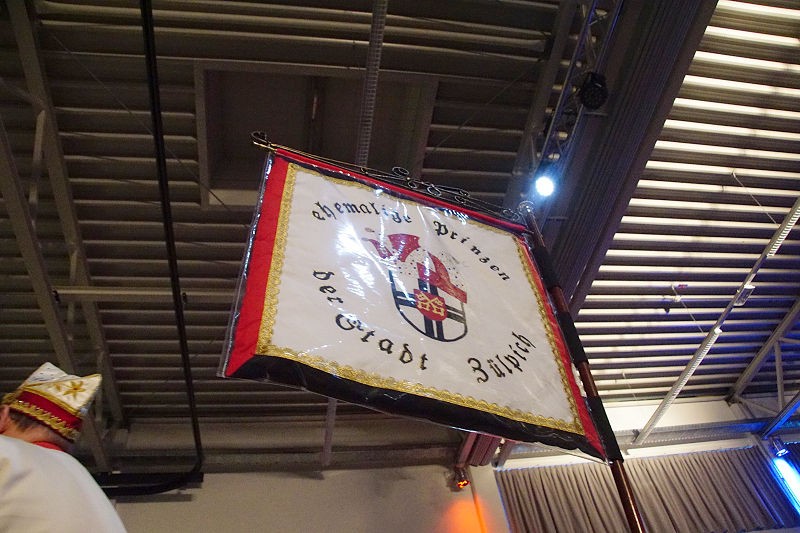 ehemalige Prinzen
der Stadt Zülpich